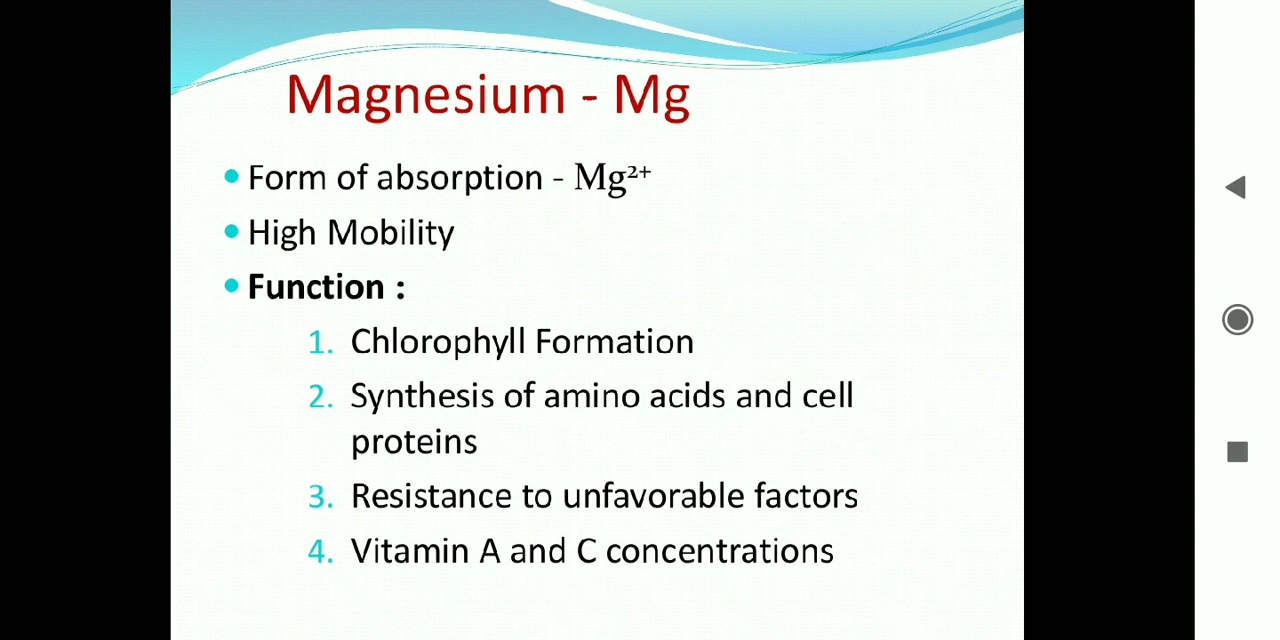 Magnesium - Mg
• Form of absorption - Mg²⁺
• High Mobility
• Function :
1. Chlorophyll Formation
2. Synthesis of amino acids and cell
proteins
3. Resistance to unfavorable factors
4. Vitamin A and C concentrations